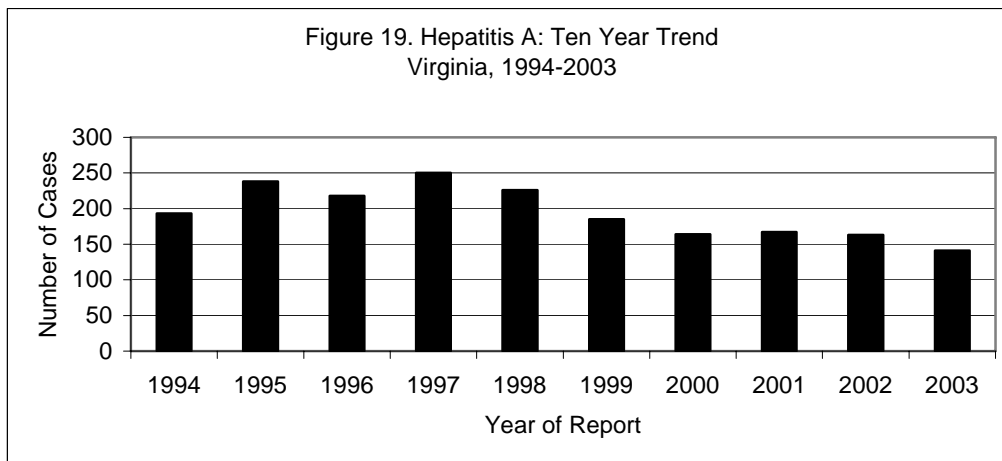 Figure 19. Hepatitis A: Ten Year Trend
Virginia, 1994-2003
Number of Cases
300
250
200
150
100
50
0
1994 1995 1996 1997 1998 1999 2000 2001 2002 2003
Year of Report